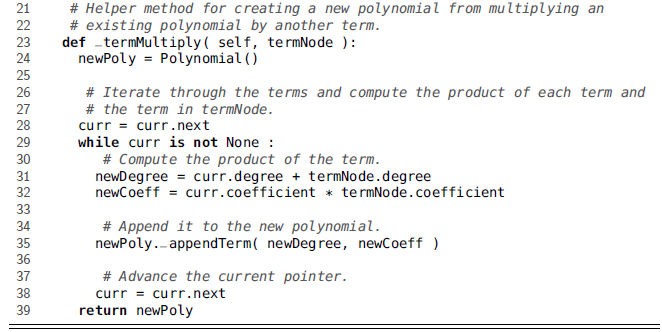 21 # Helper method for creating a new polynomial from multiplying an
22 # existing polynomial by another term.
23 def _termMultiply( self, termNode ):
24 newPoly = Polynomial()
25
26 # Iterate through the terms and compute the product of each term and
27 # the term in termNode.
28 curr = curr.next
29 while curr is not None :
30 # Compute the product of the term.
31 newDegree = curr.degree + termNode.degree
32 newCoeff = curr.coefficient * termNode.coefficient
33
34 # Append it to the new polynomial.
35 newPoly._appendTerm( newDegree, newCoeff )
36
37 # Advance the current pointer.
38 curr = curr.next
39 return newPoly